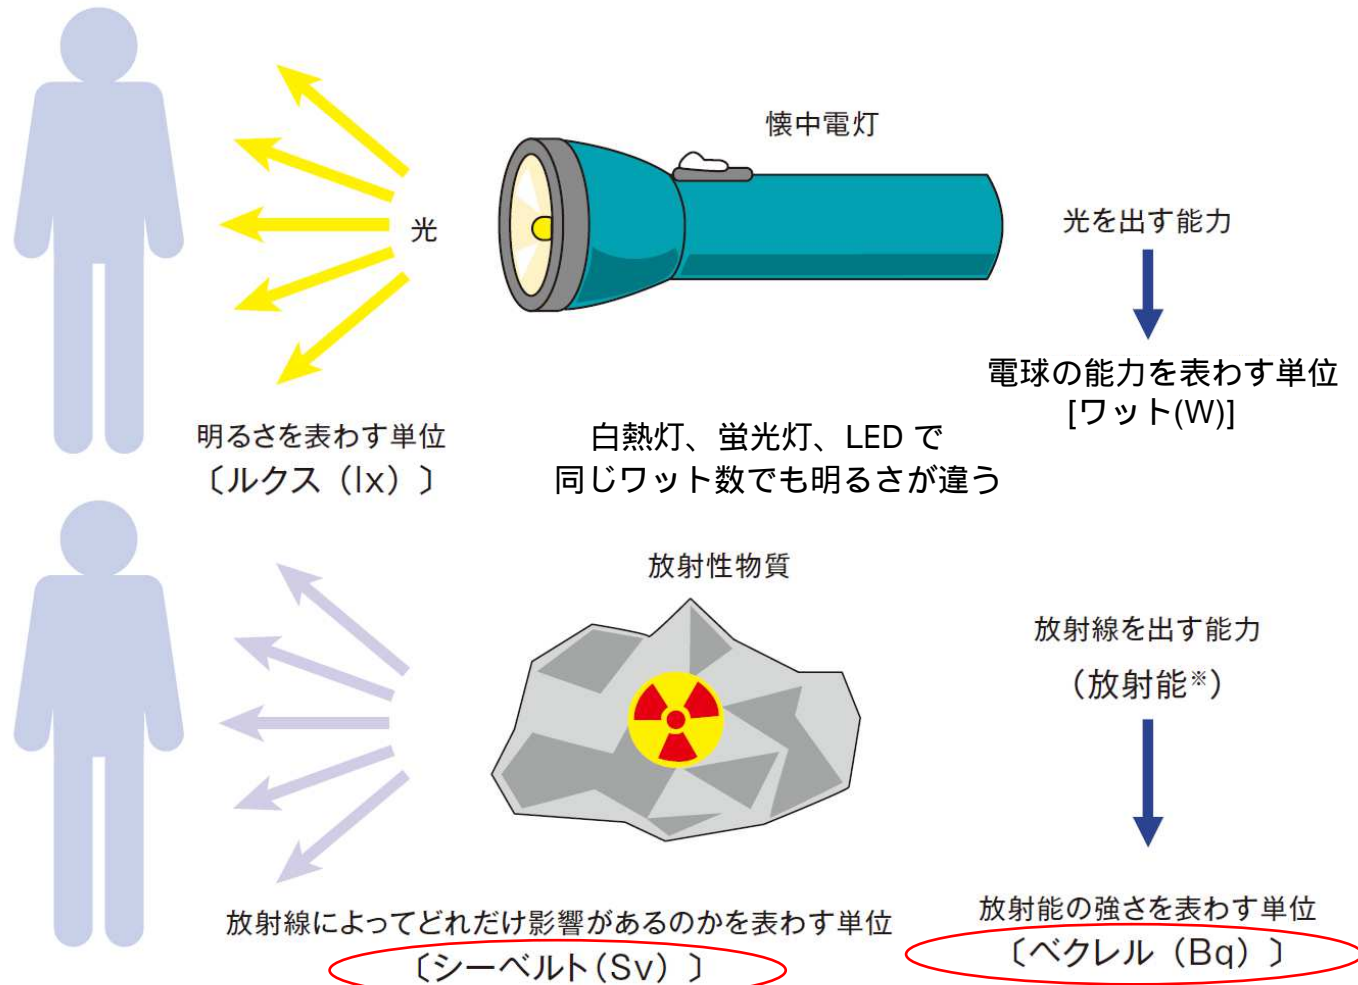 懐中電灯
光
光を出す能力
電球の能力を表わす単位
[ワット(W)]
明るさを表わす単位
〔ルクス（lx）〕
白熱灯、蛍光灯、LED で
同じワット数でも明るさが違う
放射性物質
放射線を出す能力
（放射能※）
放射線によってどれだけ影響があるのかを表わす単位
〔シーベルト（Sv）〕
放射能の強さを表わす単位
〔ベクレル（Bq）〕